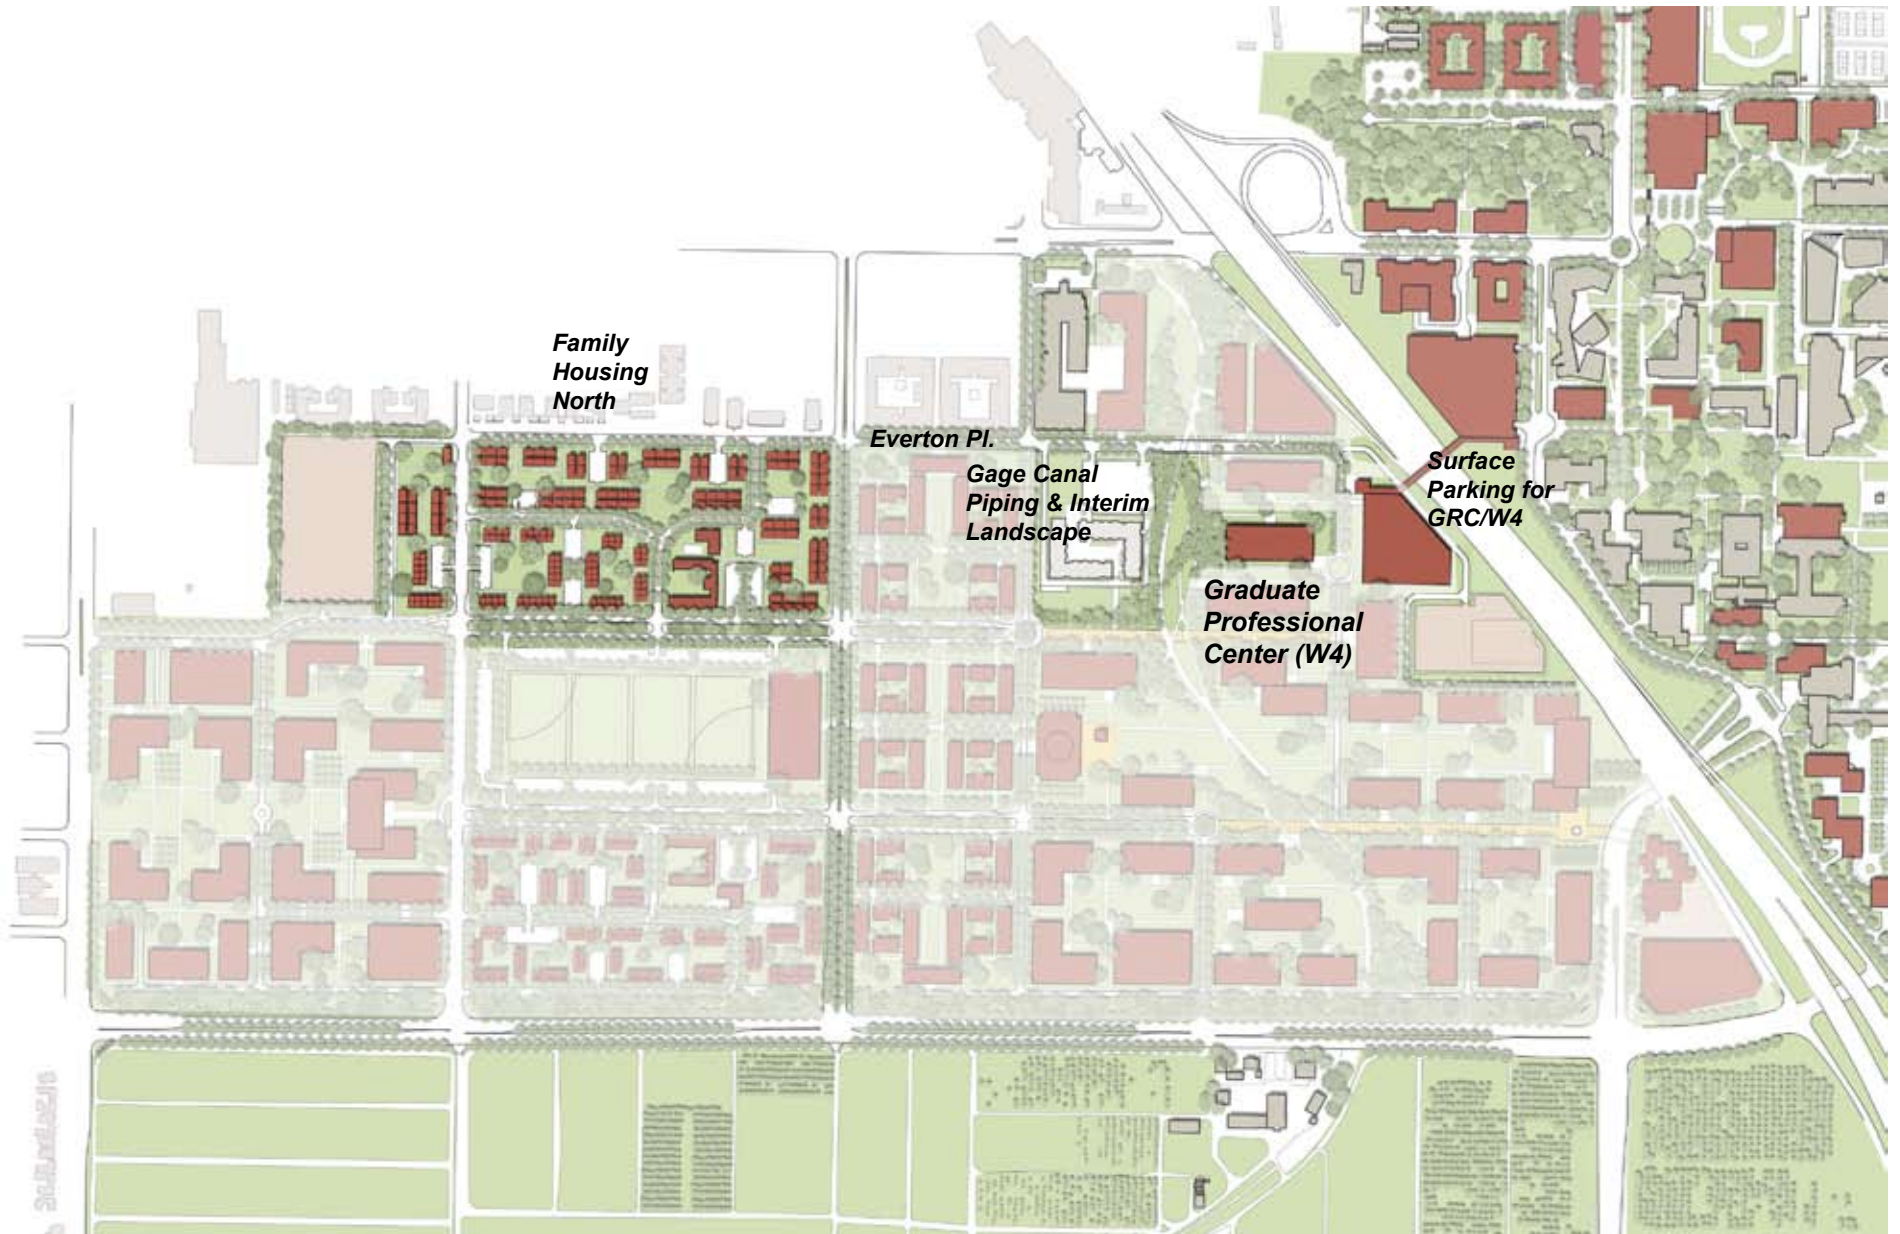 Family
Housing
North
Everton Pl.
Gage Canal
Piping & Interim
Landscape
Surface
Parking for
GRC/W4
Graduate
Professional
Center (W4)